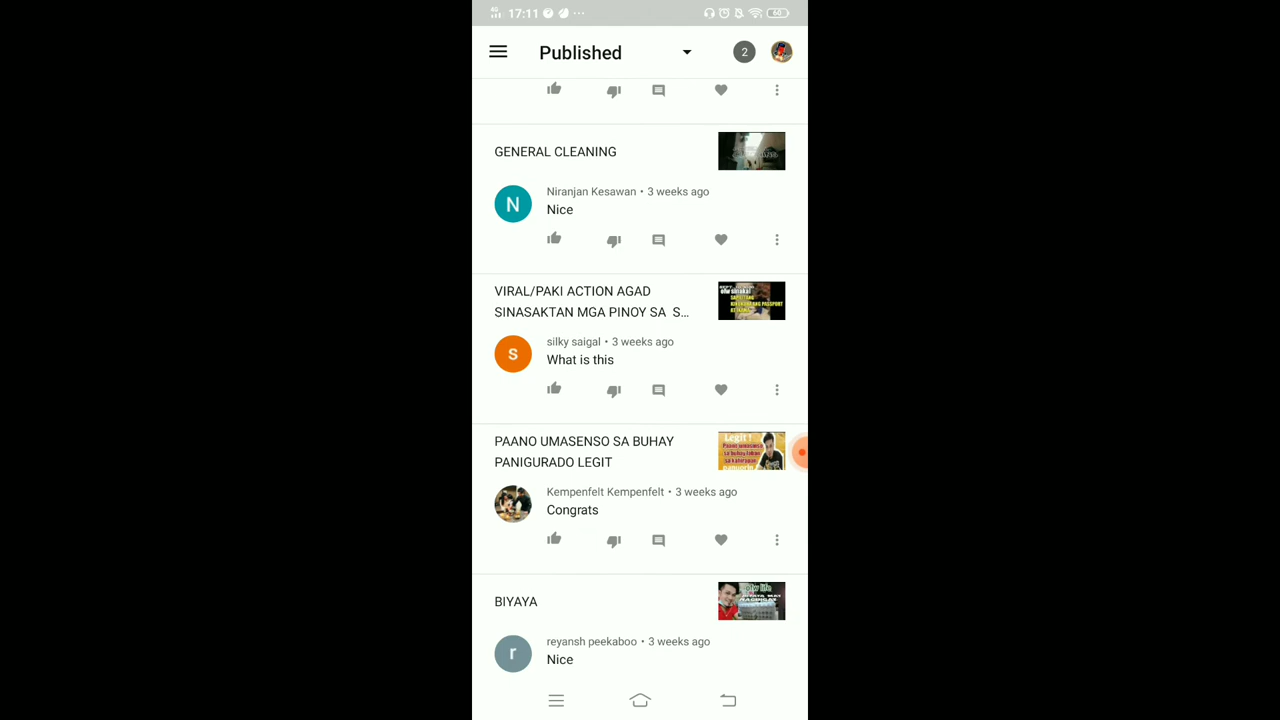 4G 17:11 60
Published
2
GENERAL CLEANING
N
Niranjan Kesawan • 3 weeks ago
Nice
VIRAL/PAKI ACTION AGAD
SINASAKTAN MGA PINOY SA S...
s
silky saigal • 3 weeks ago
What is this
PAANO UMASENSO SA BUHAY
PANIGURADO LEGIT
Legit !
Kempenfelt Kempenfelt • 3 weeks ago
Congrats
BIYAYA
r
reyansh peekaboo • 3 weeks ago
Nice